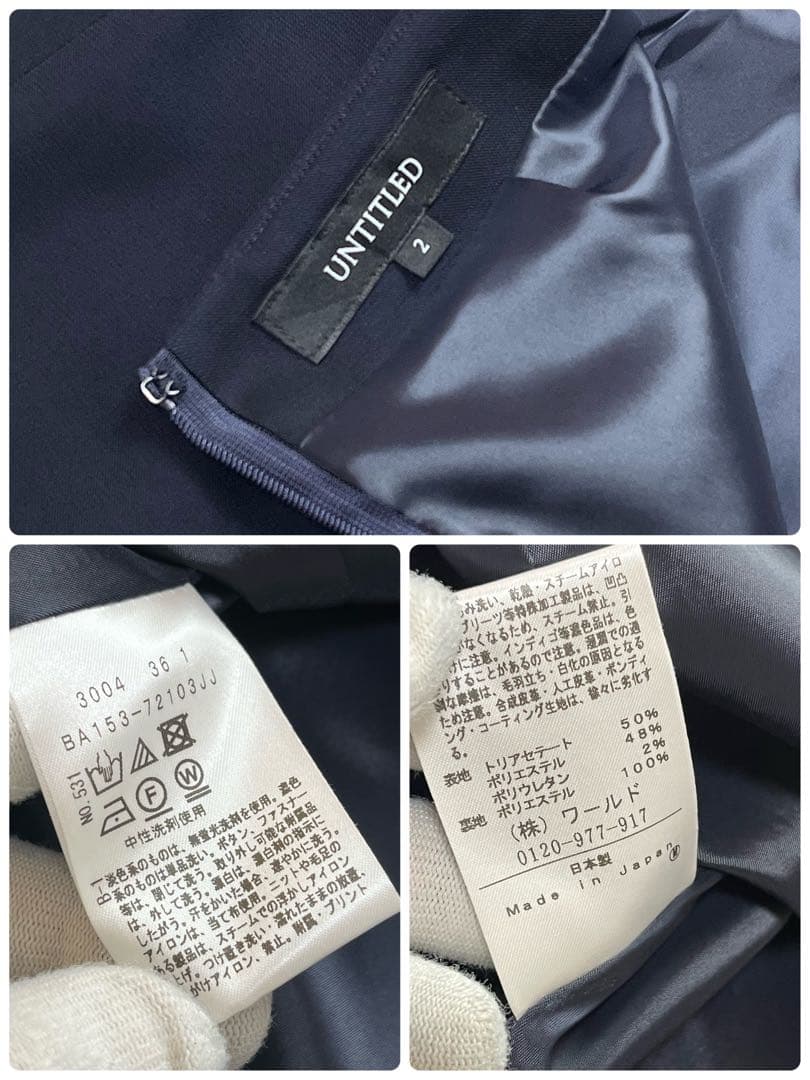 UNTITLED
2
3004 36 1
BA153-72103JJ
NO.531
F
W
中性洗剤使用
B-1 淡色系のものは、無蛍光洗剤を使用。濃色
系のものは単品洗い。ボタン、ファスナー
等は、閉じて洗う。取り外し可能な附属品
は、外して洗う。漂白は、漂白剤の指示に
したがう。汗をかいた場合、速やかに洗う。
アイロンは、当て布使用。ニットや毛足の
ある製品は、スチームでの浮かしアイロン
上げ。つけ置き洗い・濡れたままの放置、
がけアイロン、禁止。附属・プリント
み洗い、乾燥・スチームアイロ
プリーツ等特殊加工製品は、凹凸
なくなるため、スチーム禁止。引
けに注意。インディゴ等濃色品は、色
りすることがあるので注意。着用での過
な摩擦は、毛羽立ち・白化の原因となる
ため注意。合成皮革・人工皮革・ボンディ
ング・コーティング生地は、徐々に劣化す
る。
表地 トリアセテート 50%
ポリエステル 48%
ポリウレタン 2%
裏地 ポリエステル 100%
(株) ワールド
0120-977-917
日本製
Made in Japan